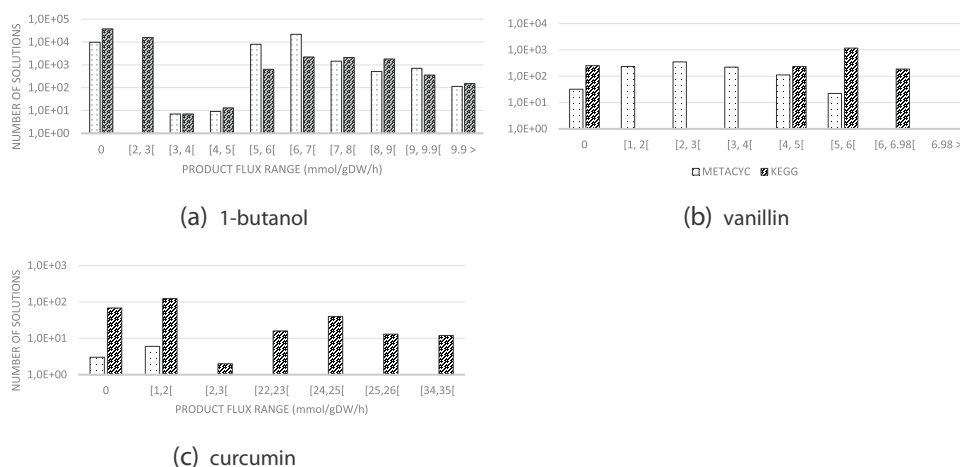 NUMBER OF SOLUTIONS
1,0E+05
1,0E+04
1,0E+03
1,0E+02
1,0E+01
1,0E+00
0 [2, 3[ [3, 4[ [4, 5[ [5, 6[ [6, 7[ [7, 8[ [8, 9[ [9, 9.9[ 9.9 >
PRODUCT FLUX RANGE (mmol/gDW/h)
(a) 1-butanol
1,0E+04
1,0E+03
1,0E+02
1,0E+01
1,0E+00
0 [1, 2[ [2, 3[ [3, 4[ [4, 5[ [5, 6[ [6, 6.98[ 6.98 >
METACYC KEGG
(b) vanillin
NUMBER OF SOLUTIONS
1,0E+03
1,0E+02
1,0E+01
1,0E+00
0 [1,2[ [2,3[ [22,23[ [24,25[ [25,26[ [34,35[
PRODUCT FLUX RANGE (mmol/gDW/h)
(c) curcumin